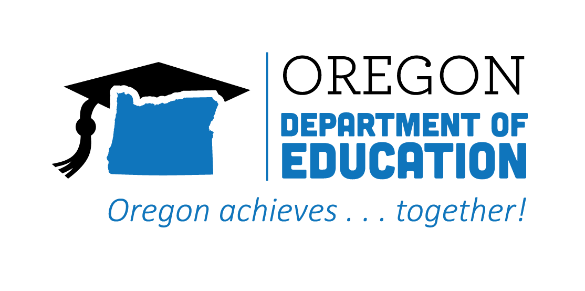 OREGON
DEPARTMENT OF
EDUCATION
Oregon achieves . . . together!